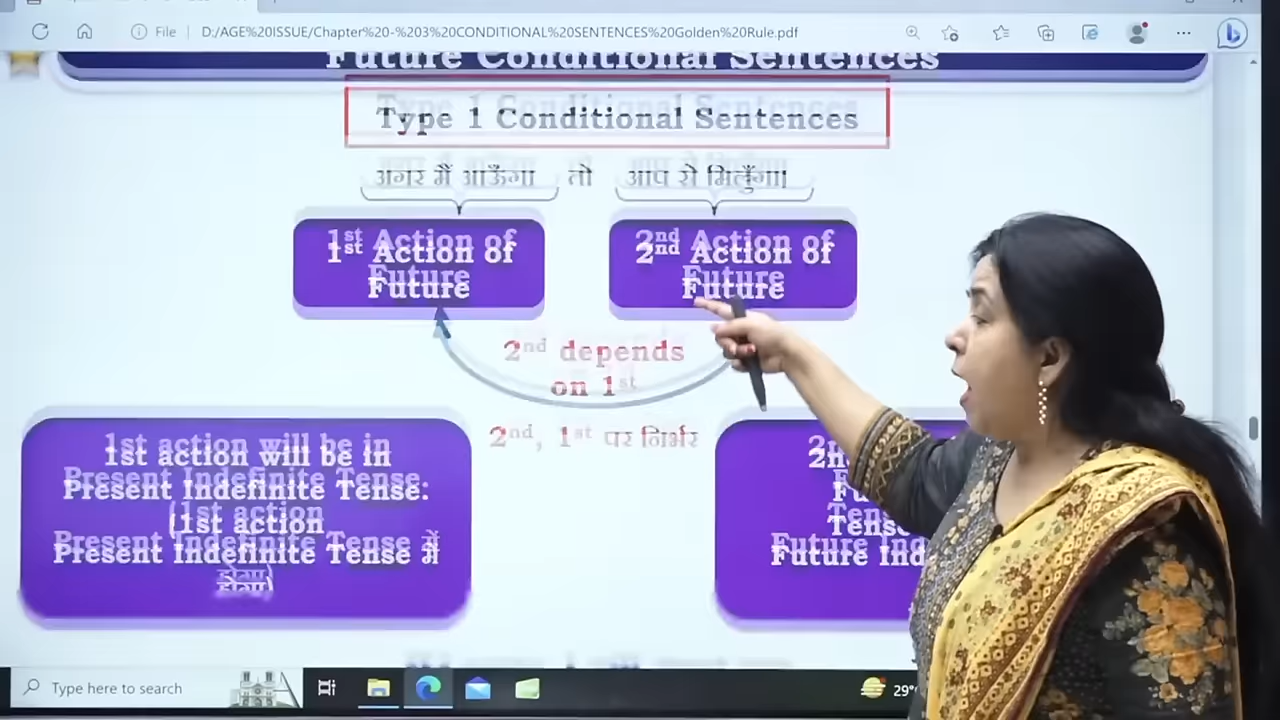 File
D:/AGE%20ISSUE/Chapter%20-%203%20CONDITIONAL%20SENTENCES%20Golden%20Rule.pdf
Future Conditional Sentences
Type 1 Conditional Sentences
अगर मैं आऊँगा तो आप से मिलुँगा।
1st Action of
Future
2nd Action of
Future
2nd depends
on 1st
2nd, 1st पर निर्भर
1st action will be in
Present Indefinite Tense:
(1st action
Present Indefinite Tense में
होगा)
Tense
Future Ind
Type here to search
29°